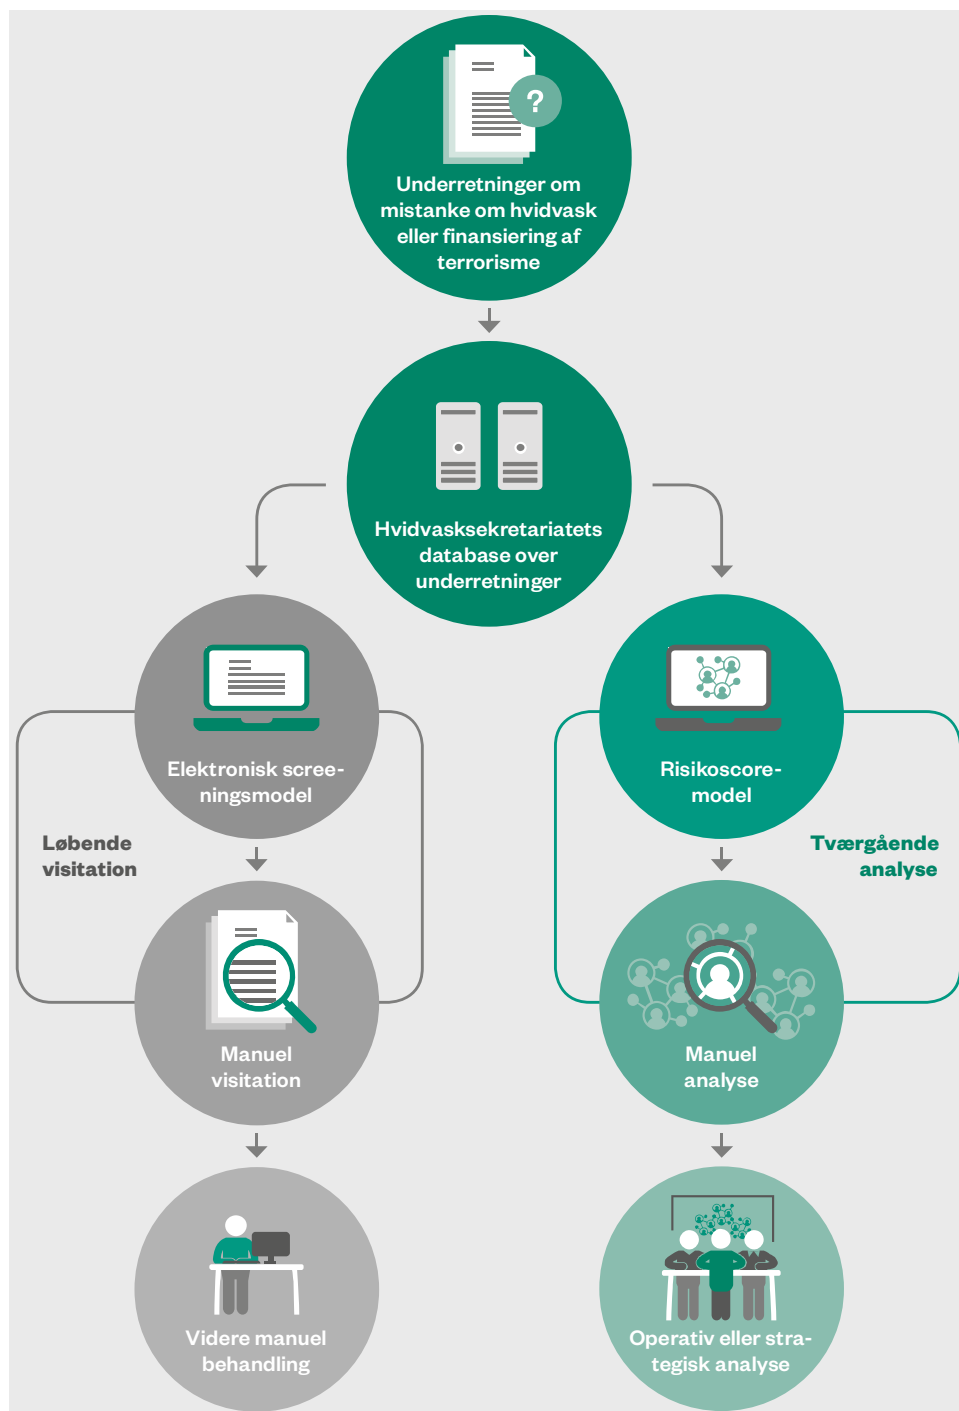 ?
Underretninger om
mistanke om hvidvask
eller finansiering af
terrorisme
Hvidvasksekretariatets
database over
underretninger
Elektronisk scree-
ningsmodel
Risikoscore-
model
Løbende
visitation
Tværgående
analyse
Manuel
visitation
Manuel
analyse
Videre manuel
behandling
Operativ eller stra-
tegisk analyse